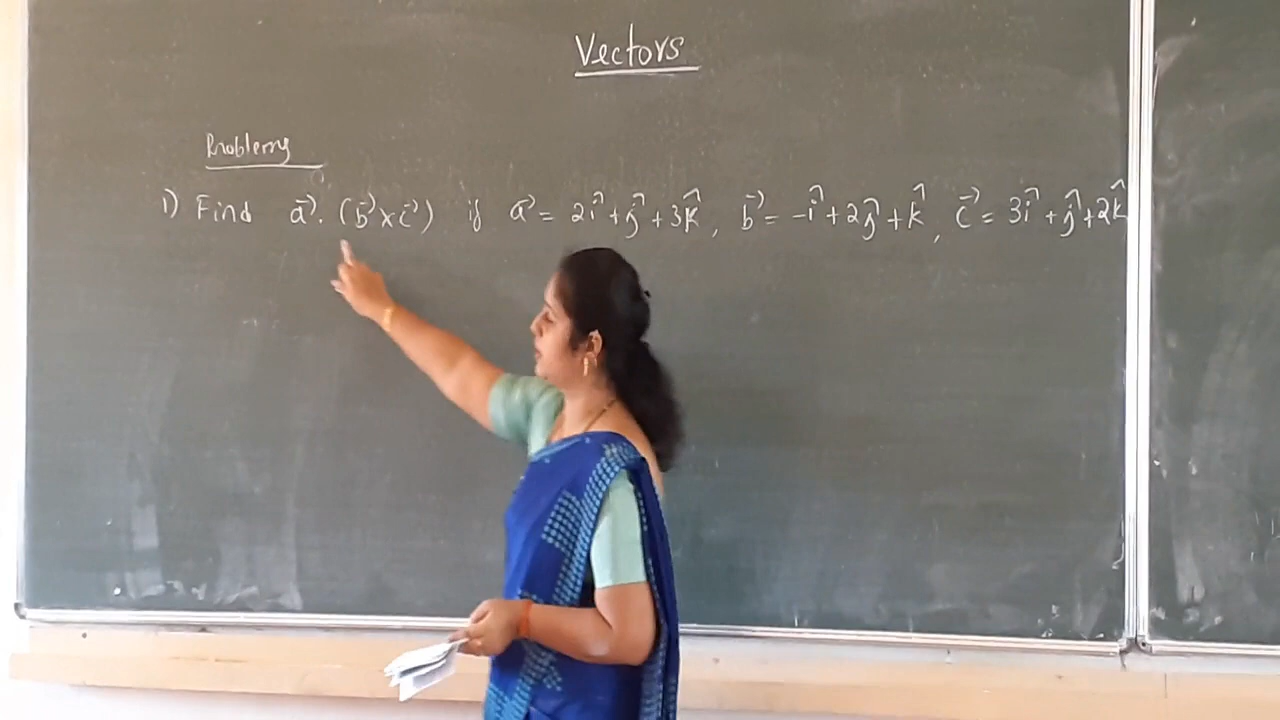 Vectors
Problems
1) Find a⃗ . (b⃗ × c⃗) if a⃗ = 2î + ĵ + 3k̂ , b⃗ = -î + 2ĵ + k̂ , c⃗ = 3î + ĵ + 2k̂